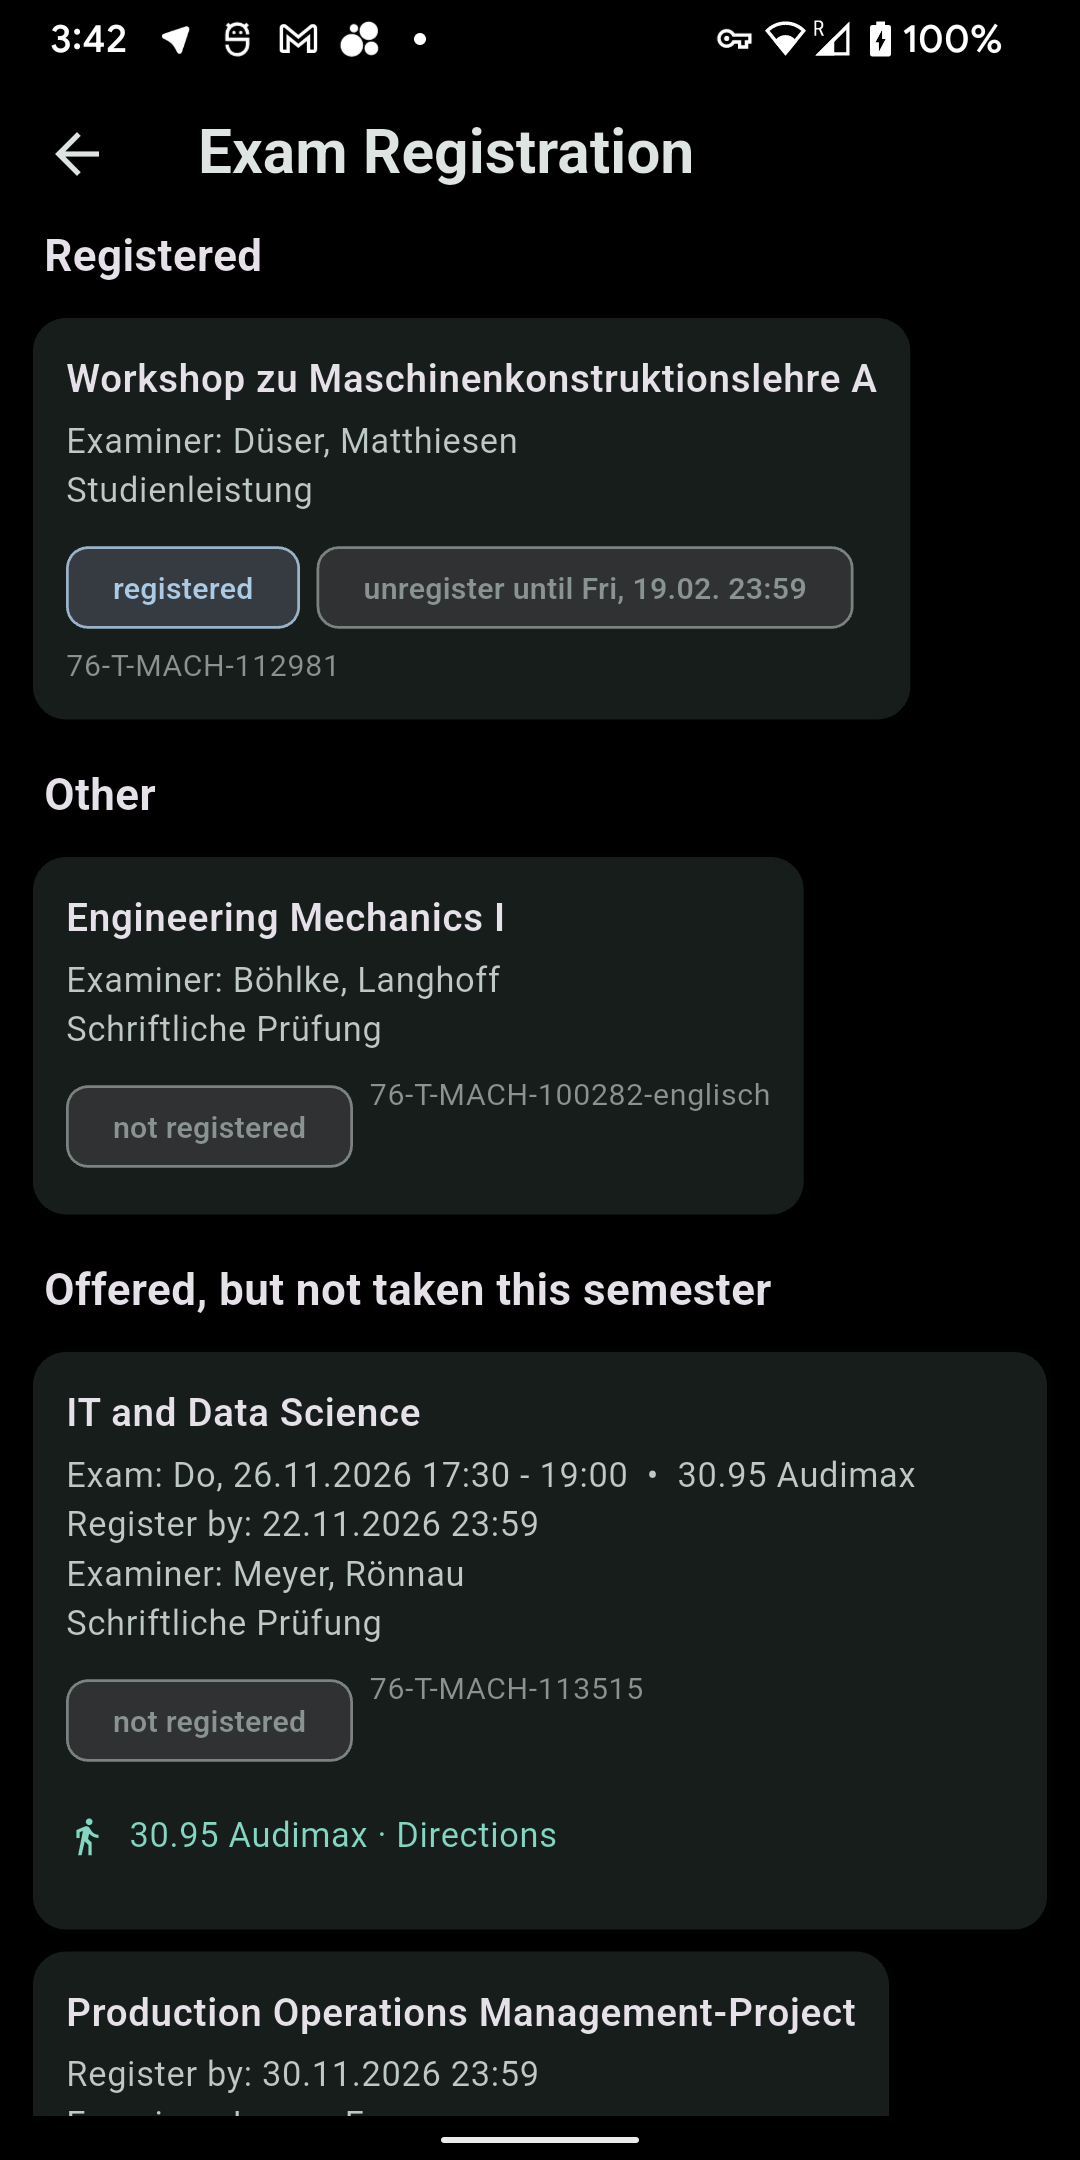 3:42
R
100%
Exam Registration
Registered
Workshop zu Maschinenkonstruktionslehre A
Examiner: Düser, Matthiesen
Studienleistung
registered
unregister until Fri, 19.02. 23:59
76-T-MACH-112981
Other
Engineering Mechanics I
Examiner: Böhlke, Langhoff
Schriftliche Prüfung
not registered
76-T-MACH-100282-englisch
Offered, but not taken this semester
IT and Data Science
Exam: Do, 26.11.2026 17:30 - 19:00 • 30.95 Audimax
Register by: 22.11.2026 23:59
Examiner: Meyer, Rönnau
Schriftliche Prüfung
not registered
76-T-MACH-113515
30.95 Audimax · Directions
Production Operations Management-Project
Register by: 30.11.2026 23:59